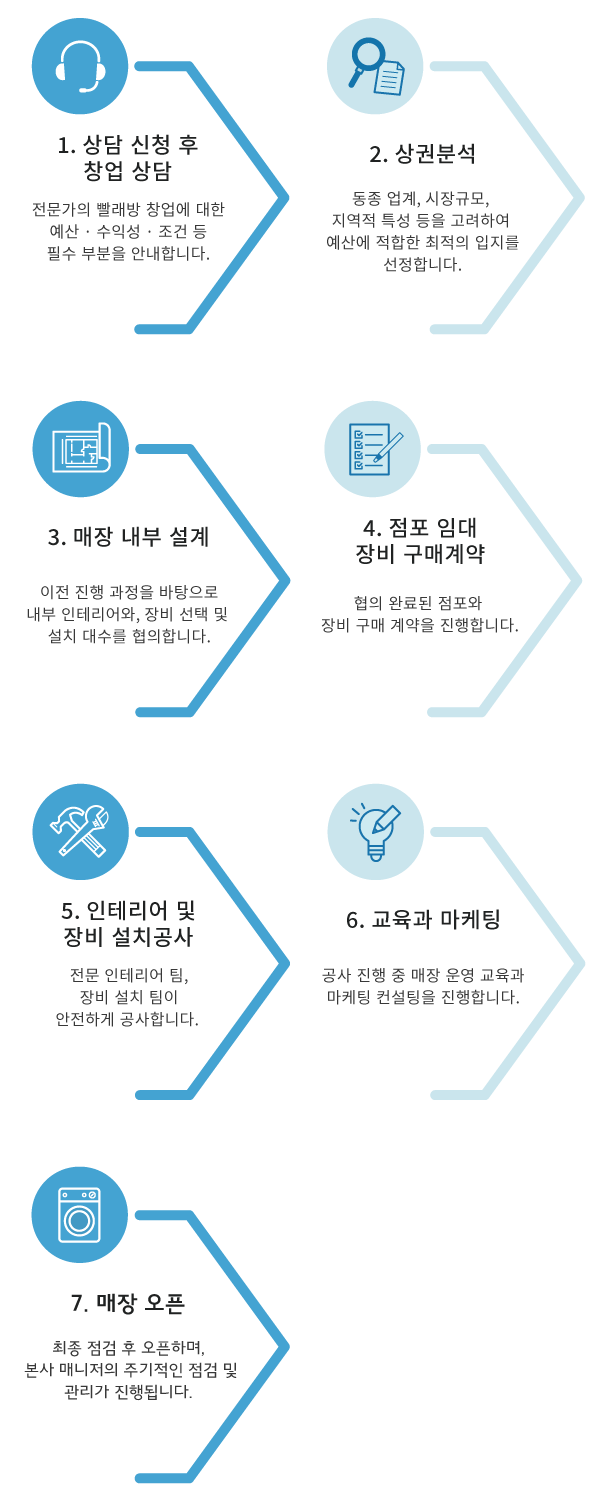 1. 상담 신청 후
창업 상담
전문가의 빨래방 창업에 대한
예산 · 수익성 · 조건 등
필수 부분을 안내합니다.
2. 상권분석
동종 업계, 시장규모,
지역적 특성 등을 고려하여
예산에 적합한 최적의 입지를
선정합니다.
3. 매장 내부 설계
이전 진행 과정을 바탕으로
내부 인테리어와, 장비 선택 및
설치 대수를 협의합니다.
4. 점포 임대
장비 구매계약
협의 완료된 점포와
장비 구매 계약을 진행합니다.
5. 인테리어 및
장비 설치공사
전문 인테리어 팀,
장비 설치 팀이
안전하게 공사합니다.
6. 교육과 마케팅
공사 진행 중 매장 운영 교육과
마케팅 컨설팅을 진행합니다.
7. 매장 오픈
최종 점검 후 오픈하며,
본사 매니저의 주기적인 점검 및
관리가 진행됩니다.